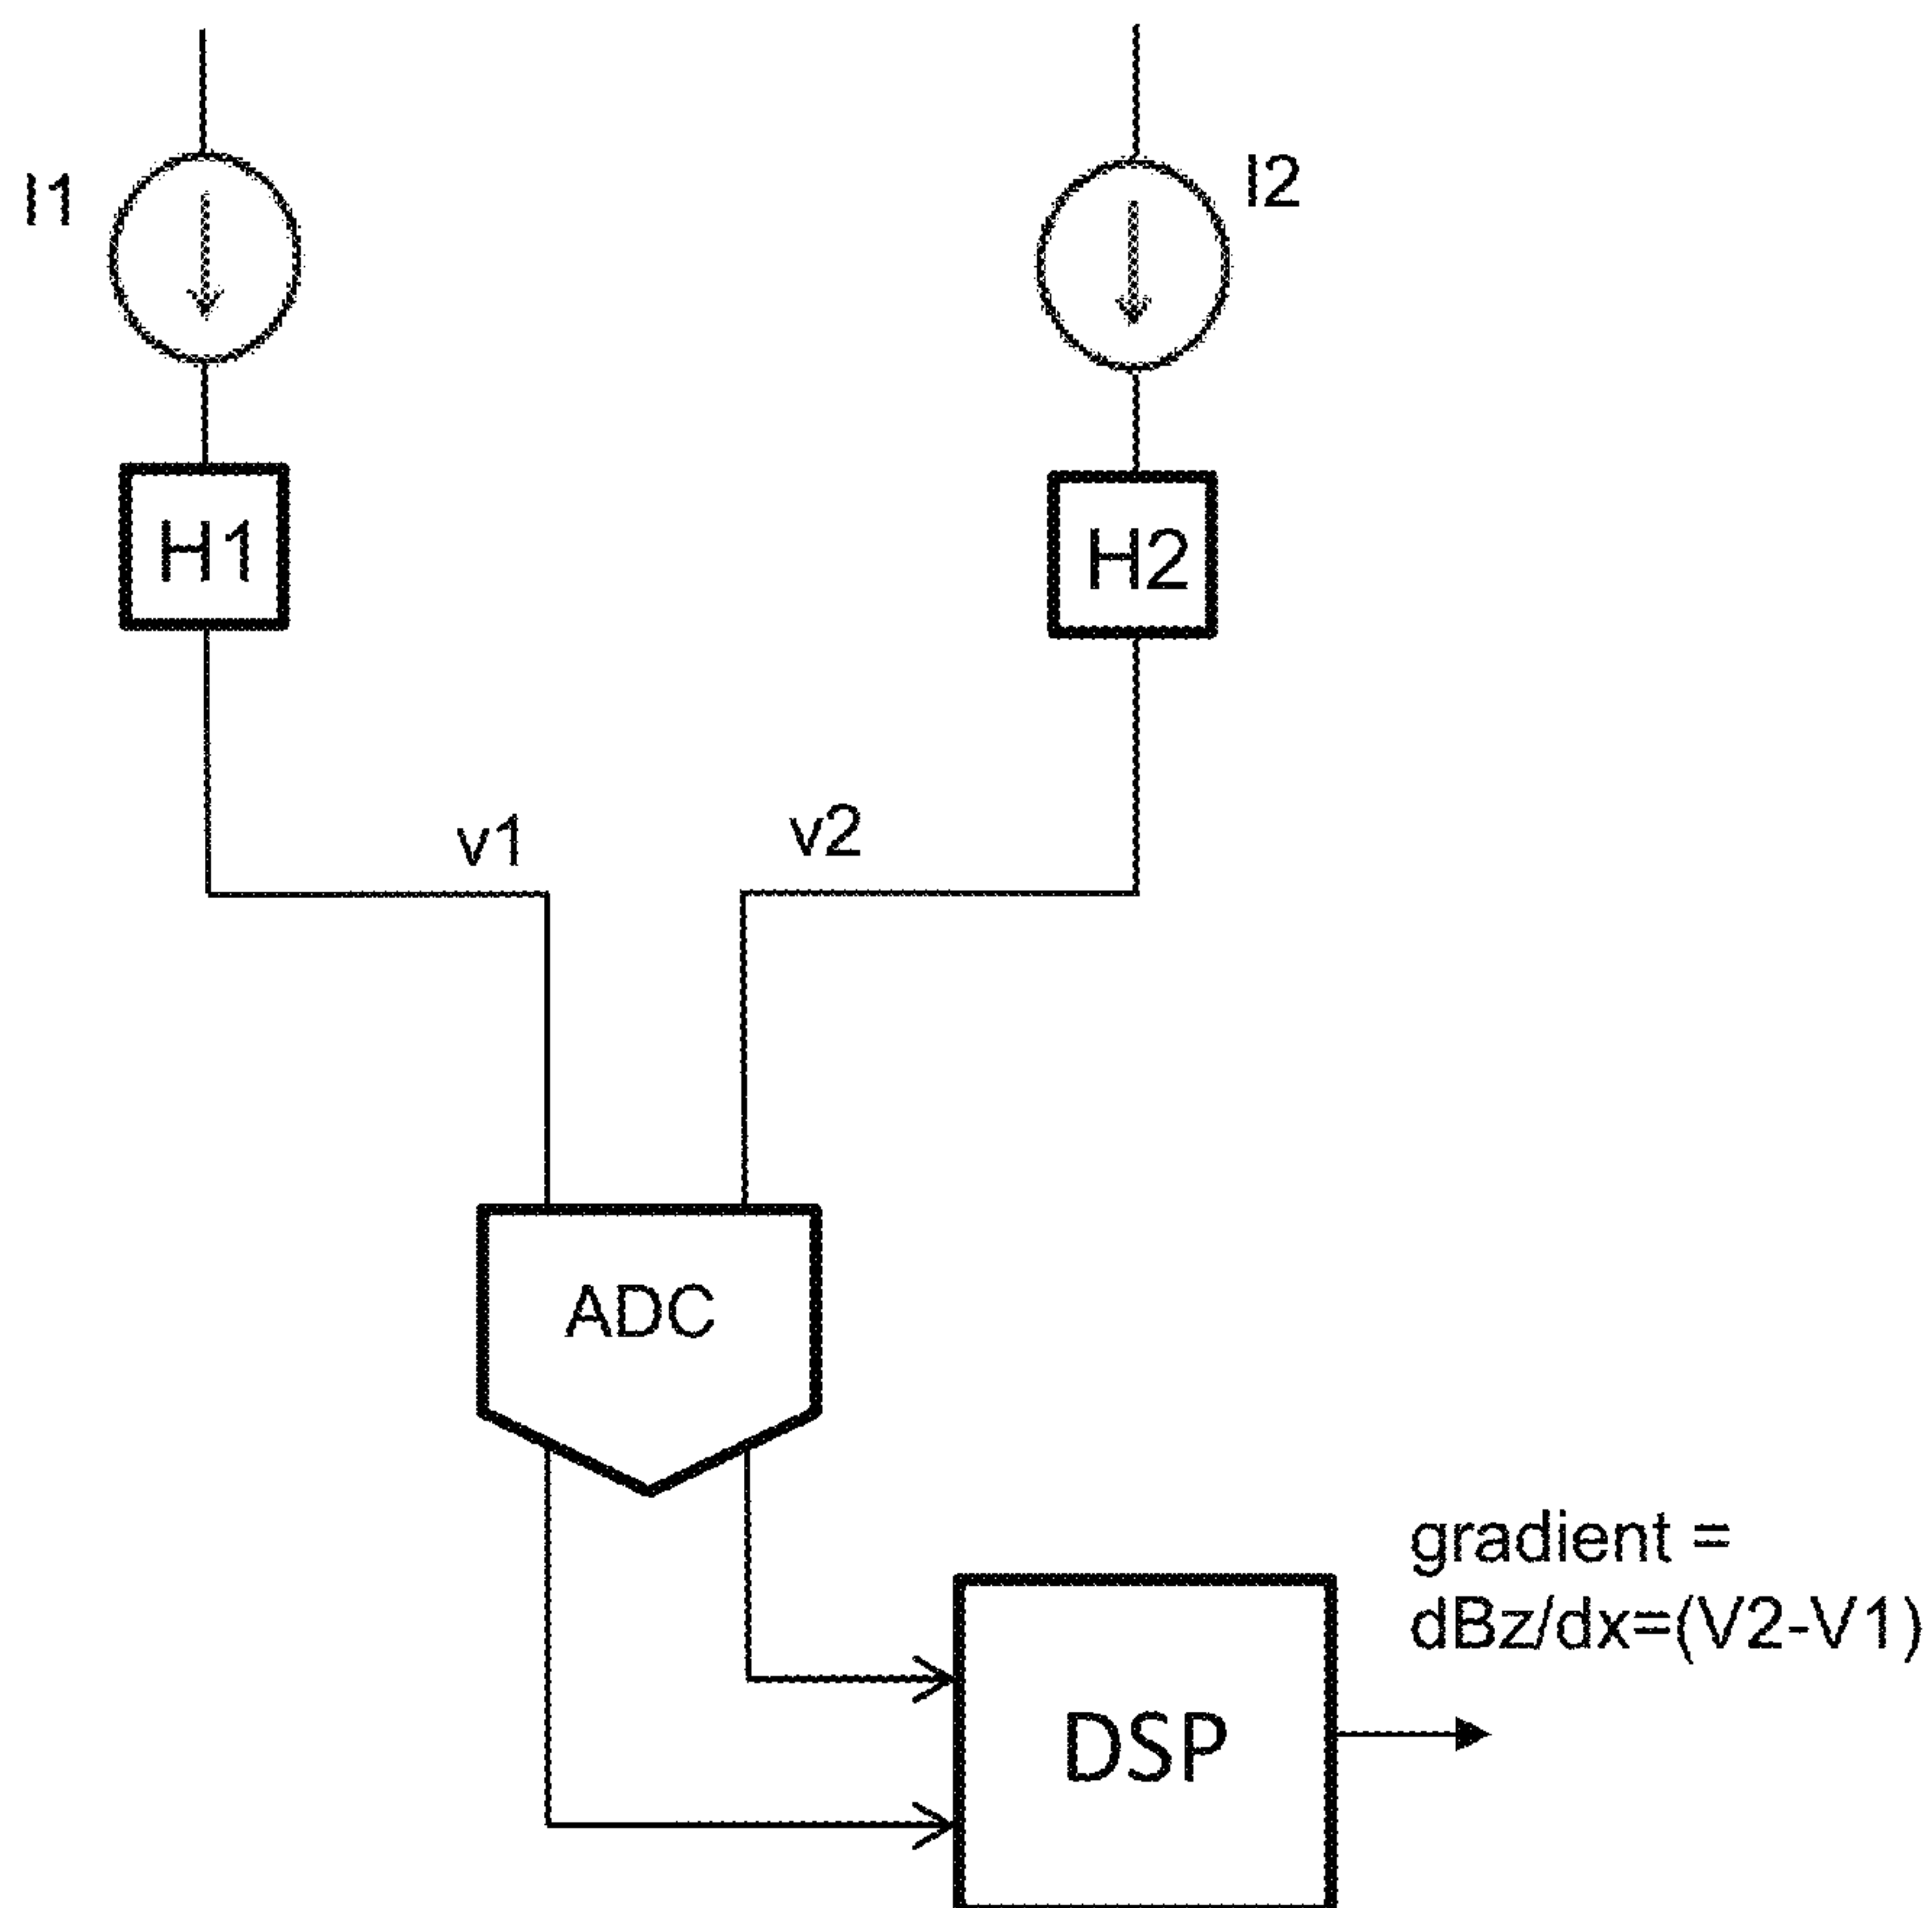 I1
I2
H1
H2
v1
v2
ADC
gradient =
dBz/dx=(V2-V1)
DSP